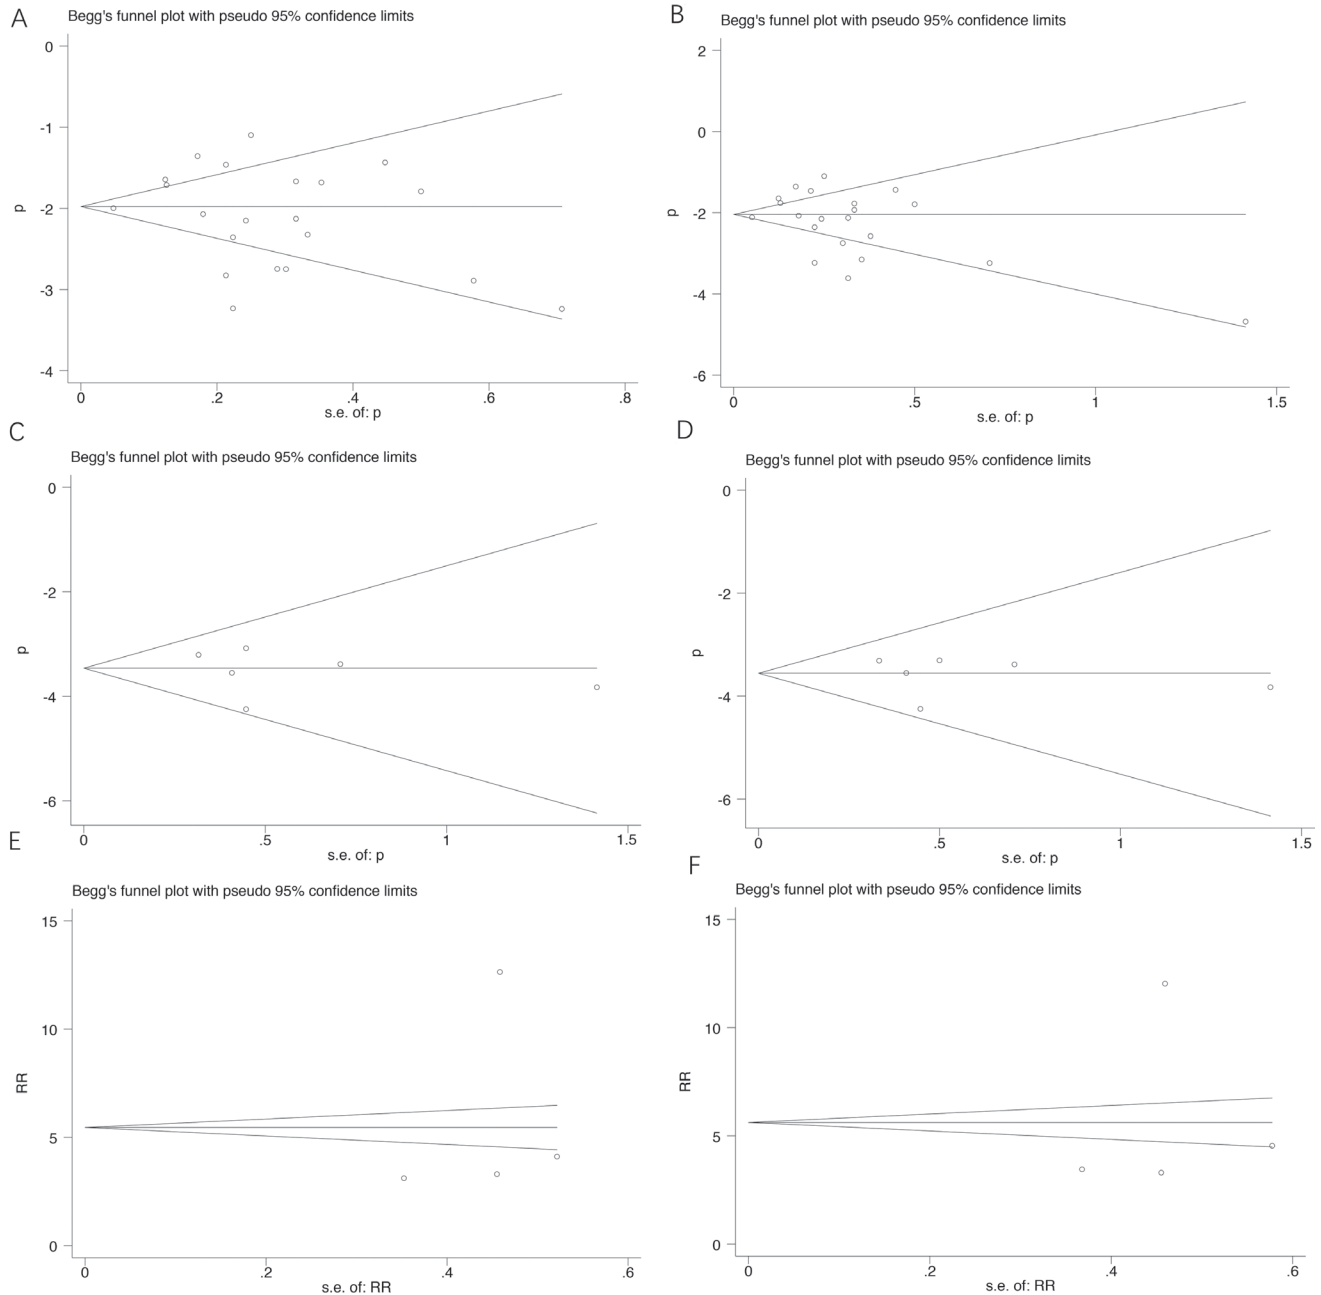 A
Begg's funnel plot with pseudo 95% confidence limits
0
-1
-2
-3
-4
p
0
.2
.4
.6
.8
s.e. of: p
B
Begg's funnel plot with pseudo 95% confidence limits
2
0
-2
-4
-6
p
0
.5
1
1.5
s.e. of: p
C
Begg's funnel plot with pseudo 95% confidence limits
0
-2
-4
-6
p
0
.5
1
1.5
s.e. of: p
D
Begg's funnel plot with pseudo 95% confidence limits
0
-2
-4
-6
p
0
.5
1
1.5
s.e. of: p
E
Begg's funnel plot with pseudo 95% confidence limits
15
10
5
0
RR
0
.2
.4
.6
s.e. of: RR
F
Begg's funnel plot with pseudo 95% confidence limits
15
10
5
0
RR
0
.2
.4
.6
s.e. of: RR